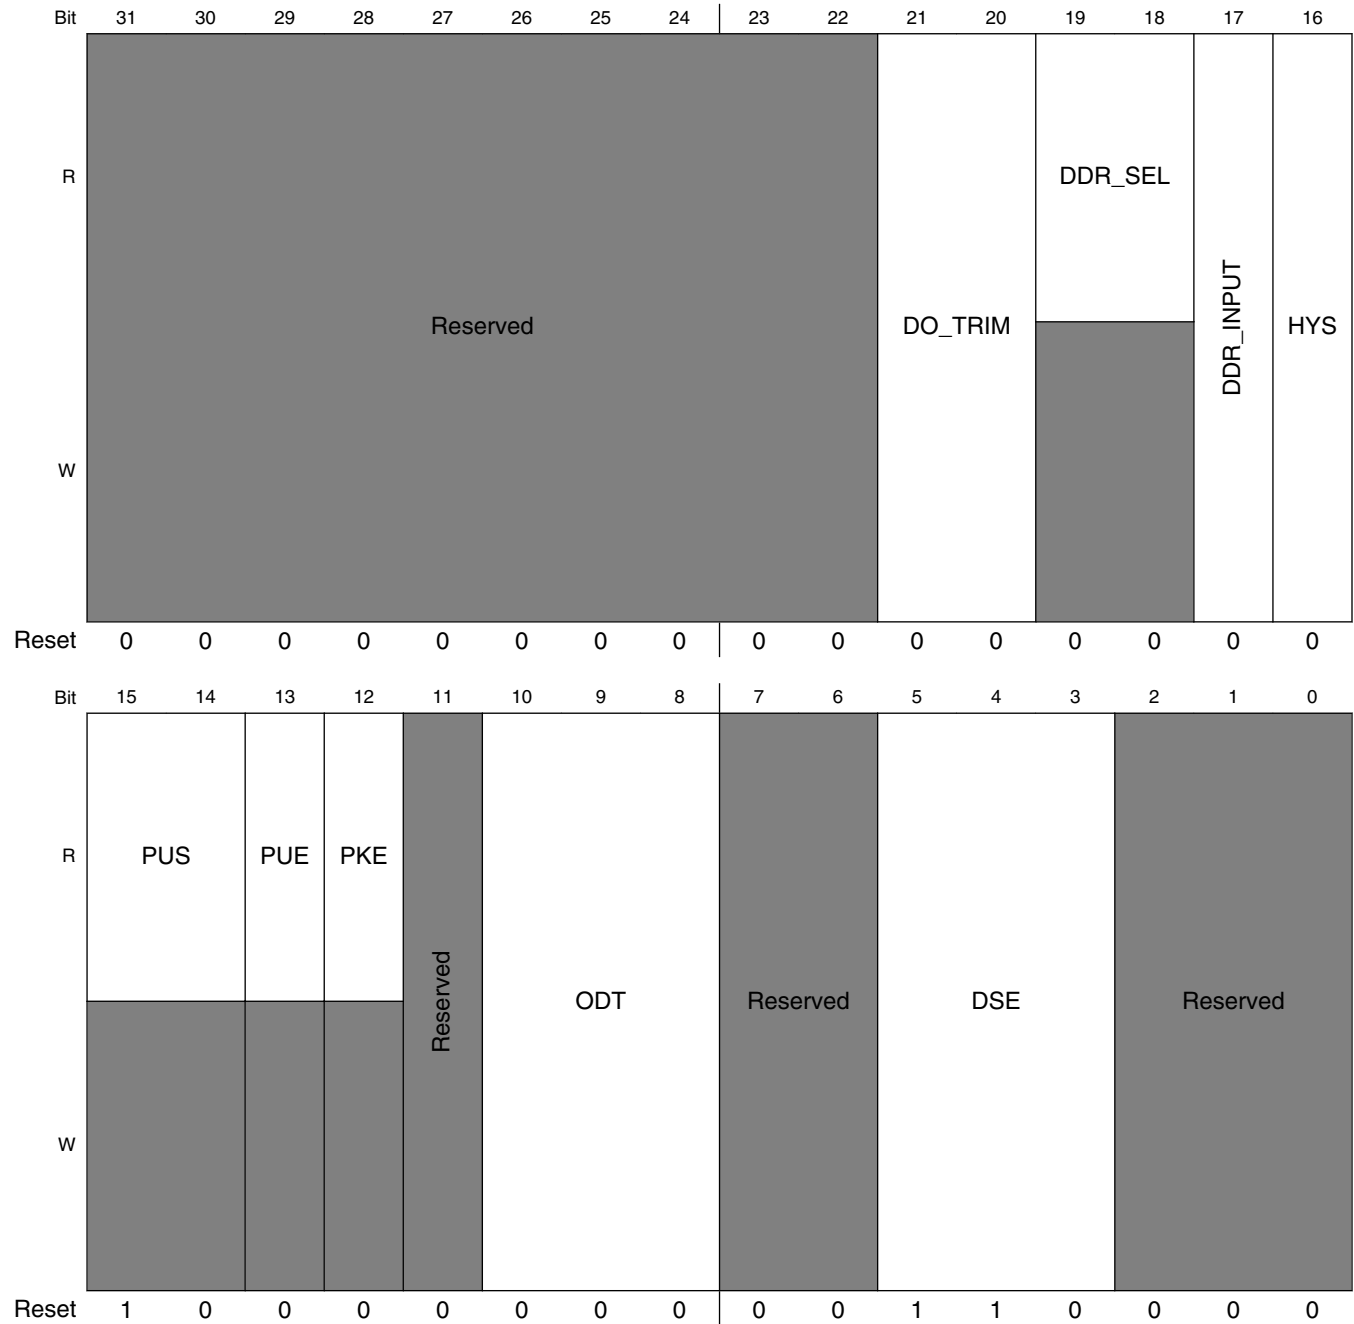 Bit 31 30 29 28 27 26 25 24 23 22 21 20 19 18 17 16
R
DDR_SEL
Reserved
DO_TRIM
DDR_INPUT
HYS
W
Reset 0 0 0 0 0 0 0 0 0 0 0 0 0 0 0 0
Bit 15 14 13 12 11 10 9 8 7 6 5 4 3 2 1 0
R PUS PUE PKE
Reserved
ODT
Reserved
DSE
Reserved
W
Reset 1 0 0 0 0 0 0 0 0 0 1 1 0 0 0 0